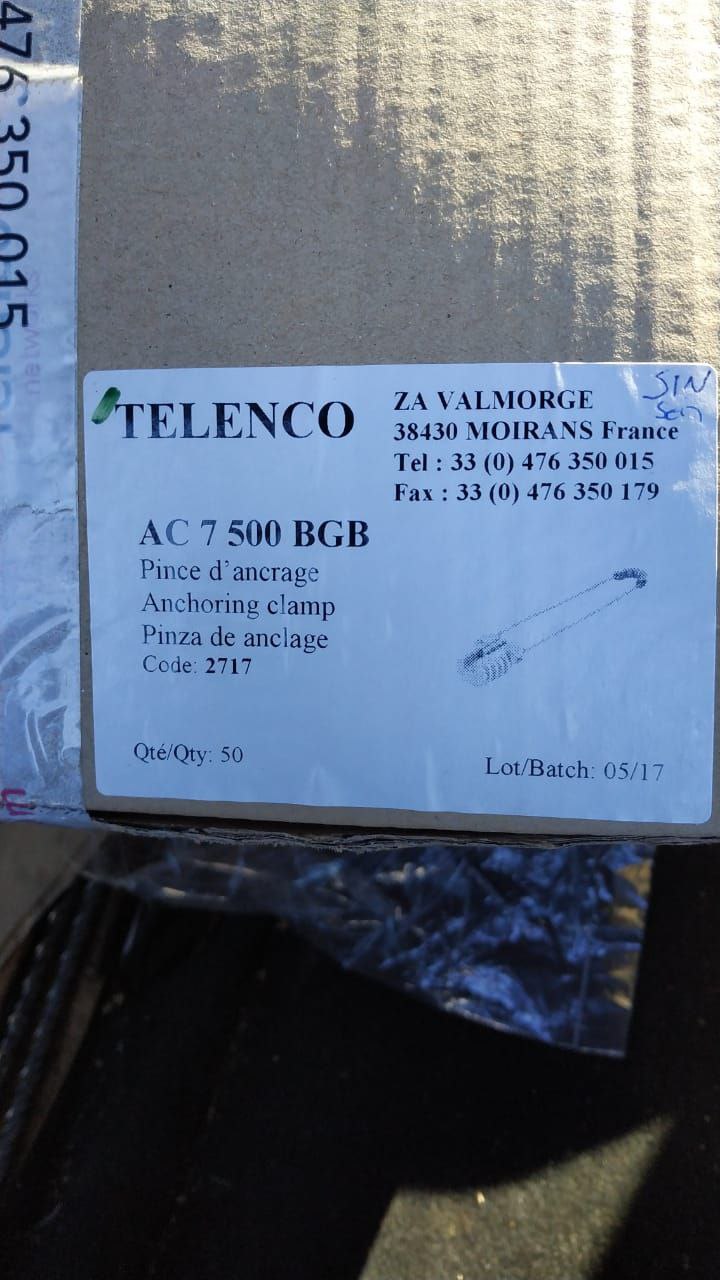 476 350 015
TELENCO
ZA VALMORGE
38430 MOIRANS France
Tel : 33 (0) 476 350 015
Fax : 33 (0) 476 350 179
SIN
AC 7 500 BGB
Pince d'ancrage
Anchoring clamp
Pinza de anclage
Code: 2717
Qté/Qty: 50
Lot/Batch: 05/17